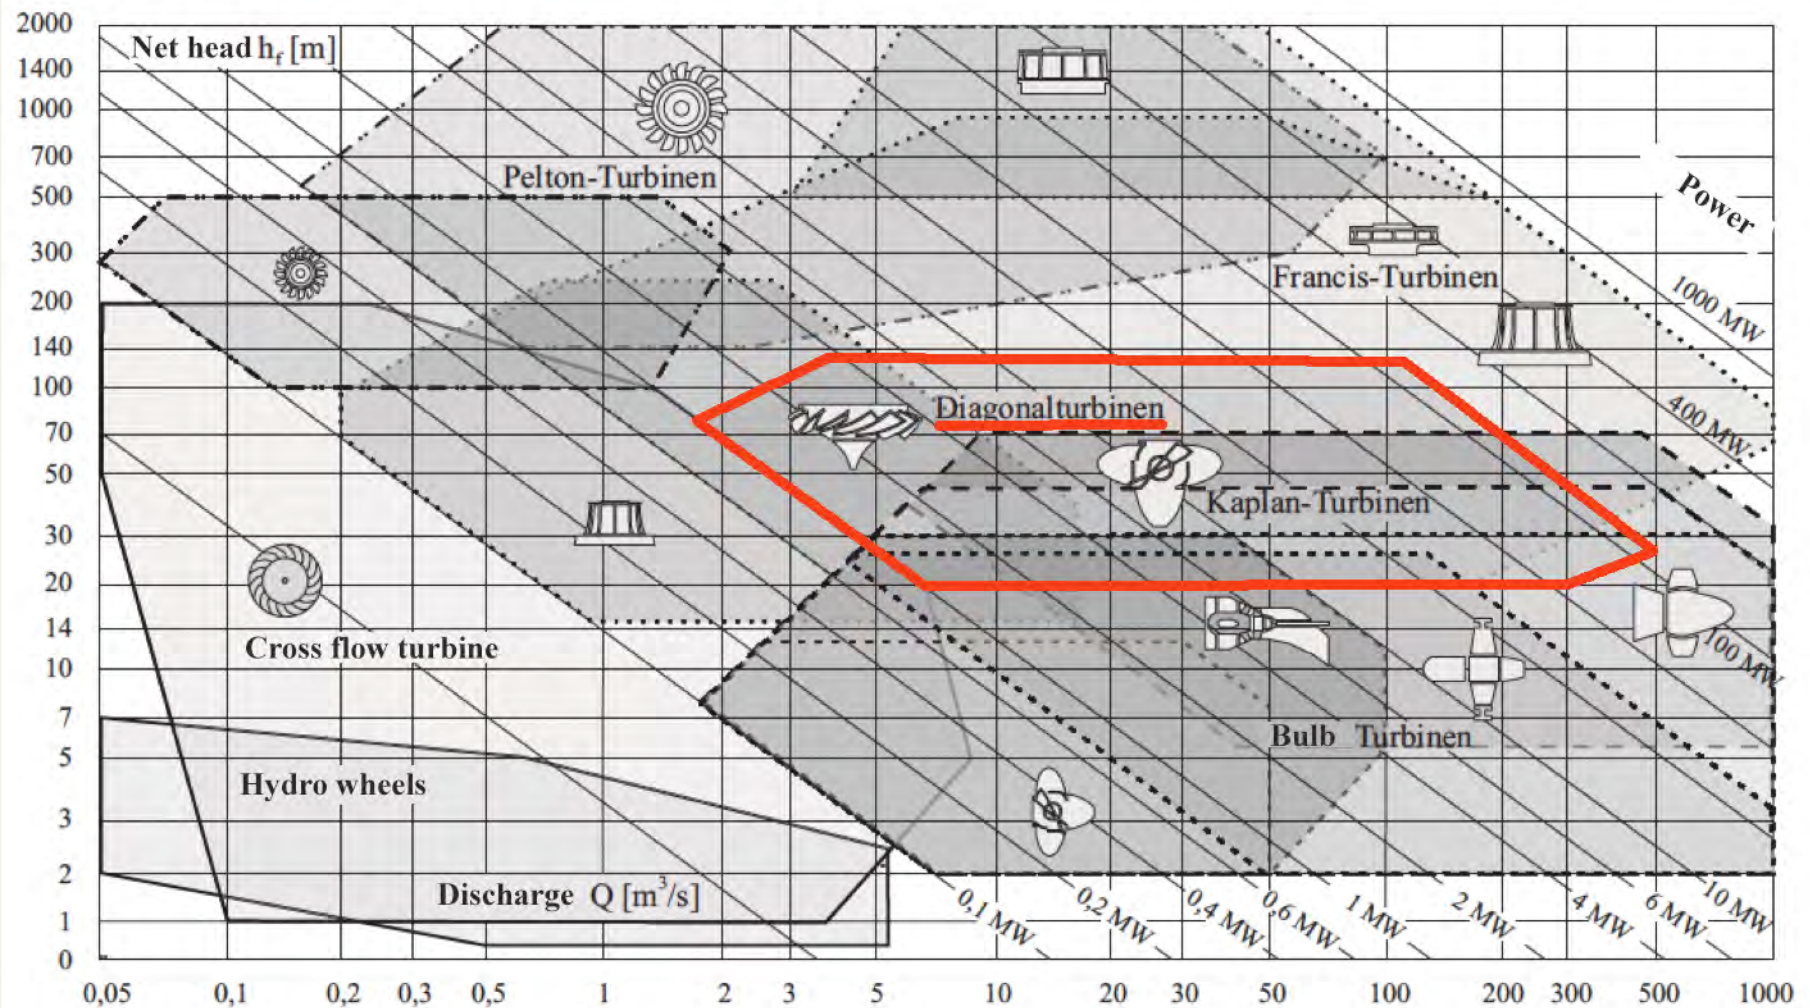 2000
Net head h_f [m]
1400
1000
700
Pelton-Turbinen
500
Power
300
Francis-Turbinen
200
1000 MW
140
100
Diagonalturbinen
400 MW
70
50
Kaplan-Turbinen
30
20
14
Cross flow turbine
100 MW
10
7
Bulb Turbinen
5
Hydro wheels
3
2
Discharge Q [m³/s]
0,1 MW
0,2 MW
0,4 MW
0,6 MW
1 MW
2 MW
4 MW
6 MW
10 MW
1
0
0,05 0,1 0,2 0,3 0,5 1 2 3 5 10 20 30 50 100 200 300 500 1000